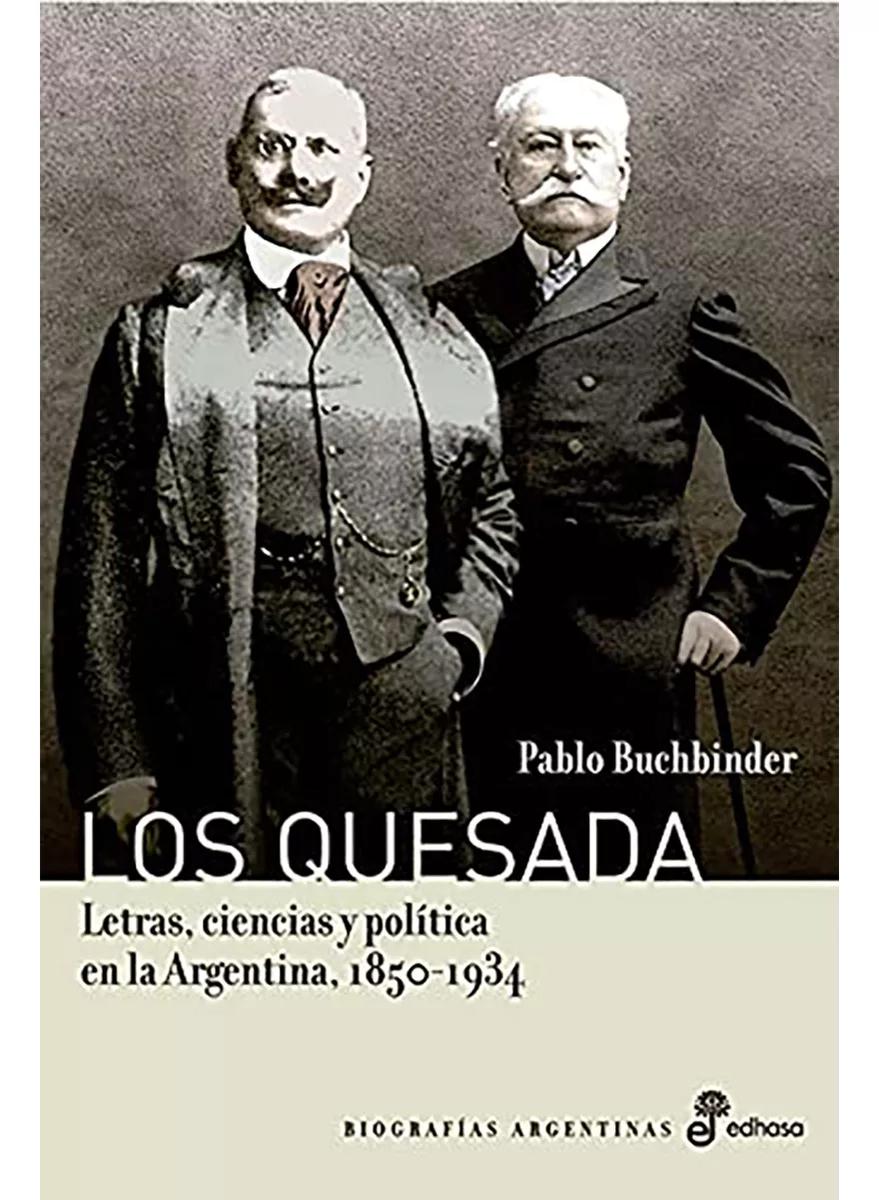 Pablo Buchbinder
LOS QUESADA
Letras, ciencias y política
en la Argentina, 1850-1934
BIOGRAFÍAS ARGENTINAS edhasa